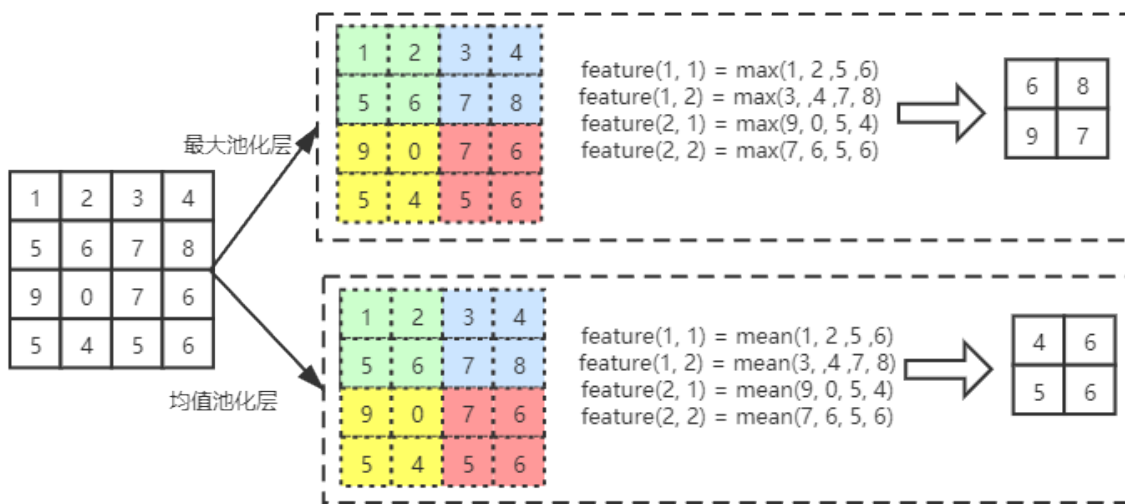 1 2 3 4
5 6 7 8
9 0 7 6
5 4 5 6
最大池化层
1 2 3 4
5 6 7 8
9 0 7 6
5 4 5 6
feature(1, 1) = max(1, 2 ,5 ,6)
feature(1, 2) = max(3, ,4 ,7, 8)
feature(2, 1) = max(9, 0, 5, 4)
feature(2, 2) = max(7, 6, 5, 6)
6 8
9 7
均值池化层
1 2 3 4
5 6 7 8
9 0 7 6
5 4 5 6
feature(1, 1) = mean(1, 2 ,5 ,6)
feature(1, 2) = mean(3, ,4 ,7, 8)
feature(2, 1) = mean(9, 0, 5, 4)
feature(2, 2) = mean(7, 6, 5, 6)
4 6
5 6